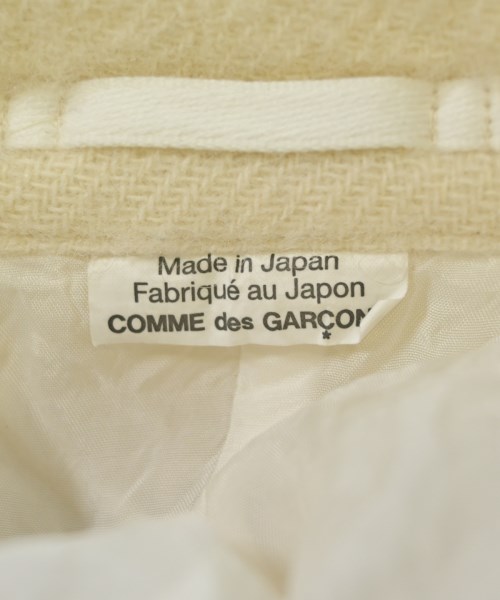 Made in Japan
Fabriqué au Japon
COMME des GARÇON
*